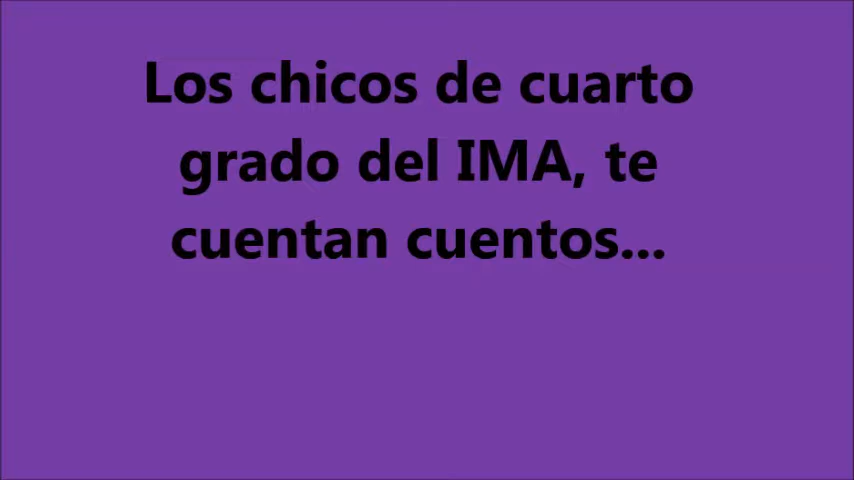 Los chicos de cuarto
grado del IMA, te
cuentan cuentos...